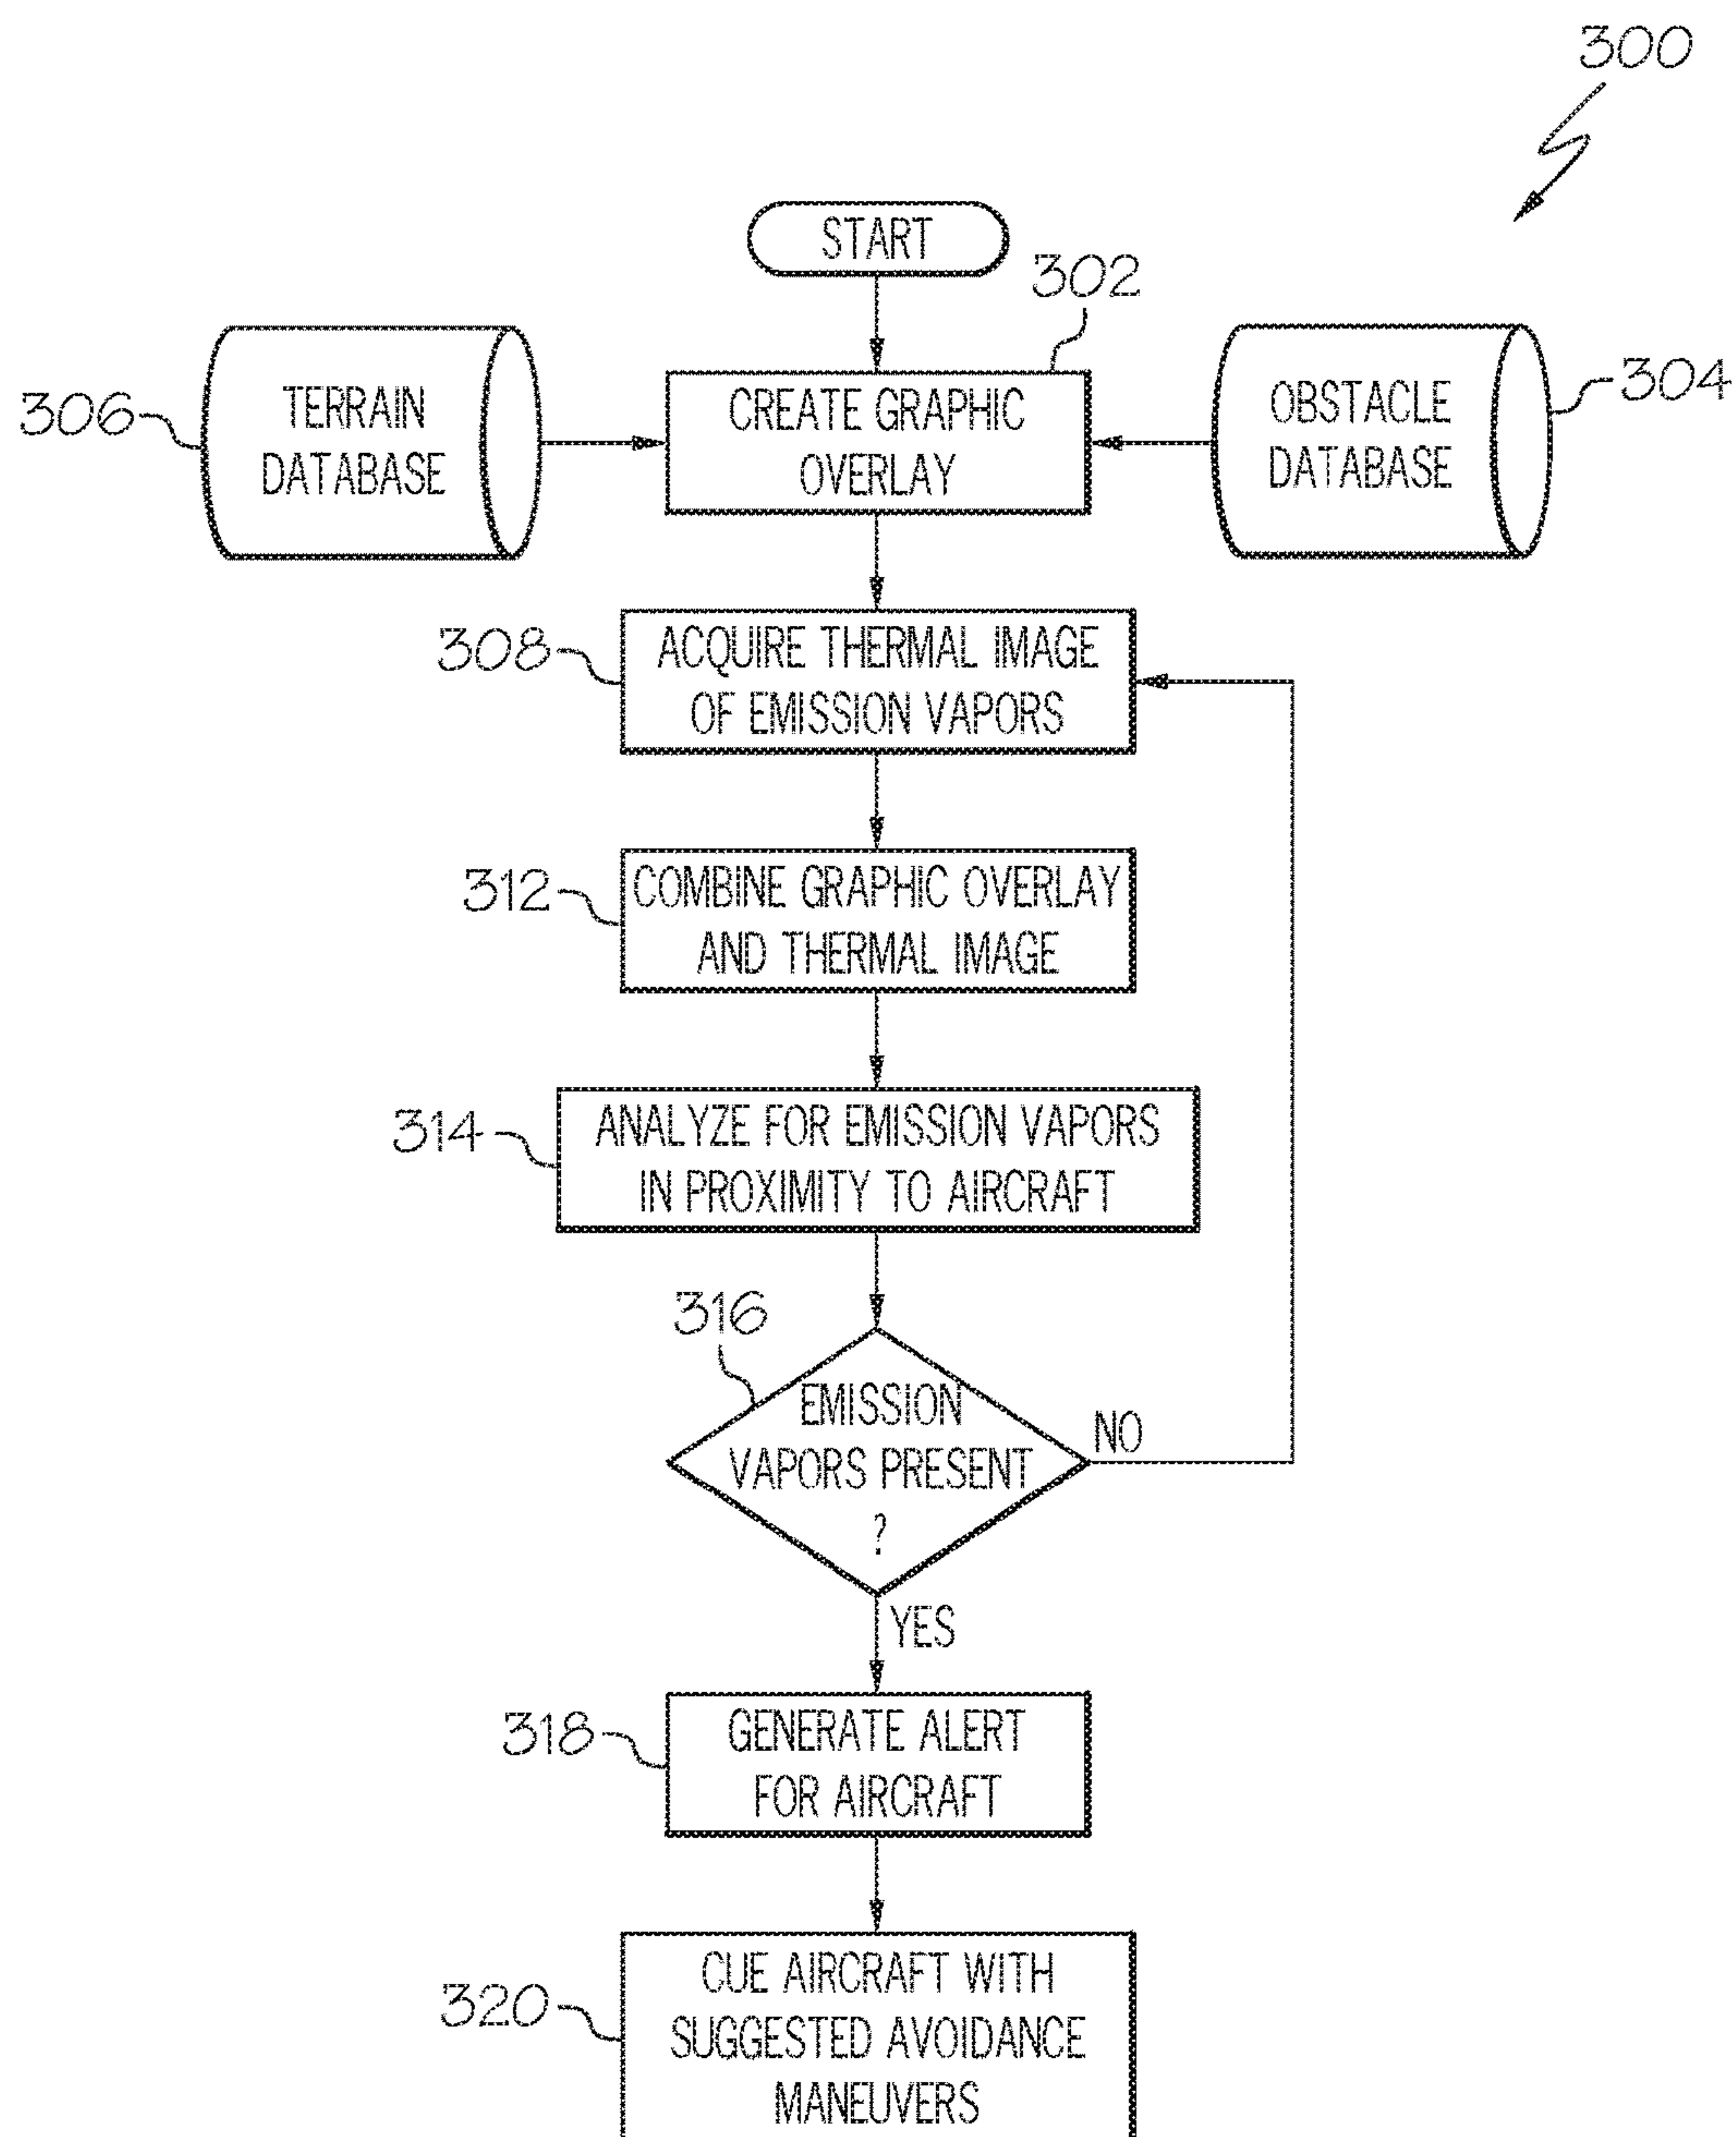 300
START
302
306
TERRAIN
DATABASE
CREATE GRAPHIC
OVERLAY
OBSTACLE
DATABASE
304
308
ACQUIRE THERMAL IMAGE
OF EMISSION VAPORS
312
COMBINE GRAPHIC OVERLAY
AND THERMAL IMAGE
314
ANALYZE FOR EMISSION VAPORS
IN PROXIMITY TO AIRCRAFT
316
EMISSION
VAPORS PRESENT
?
NO
YES
318
GENERATE ALERT
FOR AIRCRAFT
320
CUE AIRCRAFT WITH
SUGGESTED AVOIDANCE
MANEUVERS